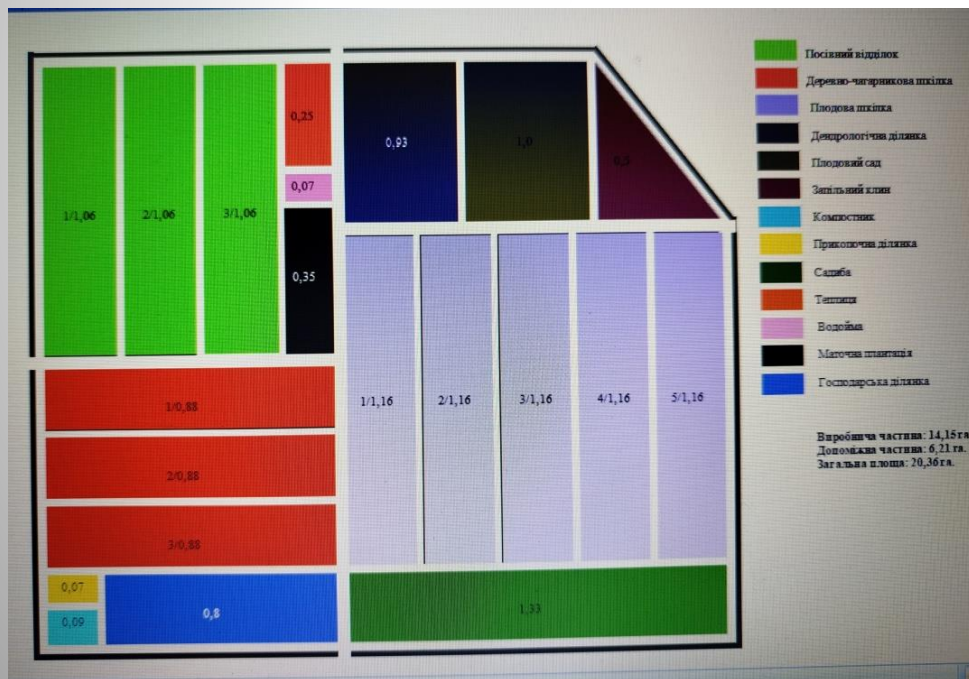 0,25
0,93
1,0
0,5
0,07
1/1,06
2/1,06
3/1,06
0,35
1/0,88
2/0,88
3/0,88
1/1,16
2/1,16
3/1,16
4/1,16
5/1,16
0,07
0,09
0,8
1,33
Посівний відділок
Деревно-чагарникова шкілка
Плодова шкілка
Дендрологічна ділянка
Плодовий сад
Запільний клин
Компостник
Прикопочна ділянка
Садиба
Теплиця
Водойма
Маточна плантація
Господарська ділянка
Виробнича частина: 14,15га
Допоміжна частина: 6,21 га.
Загальна площа: 20,36 га.